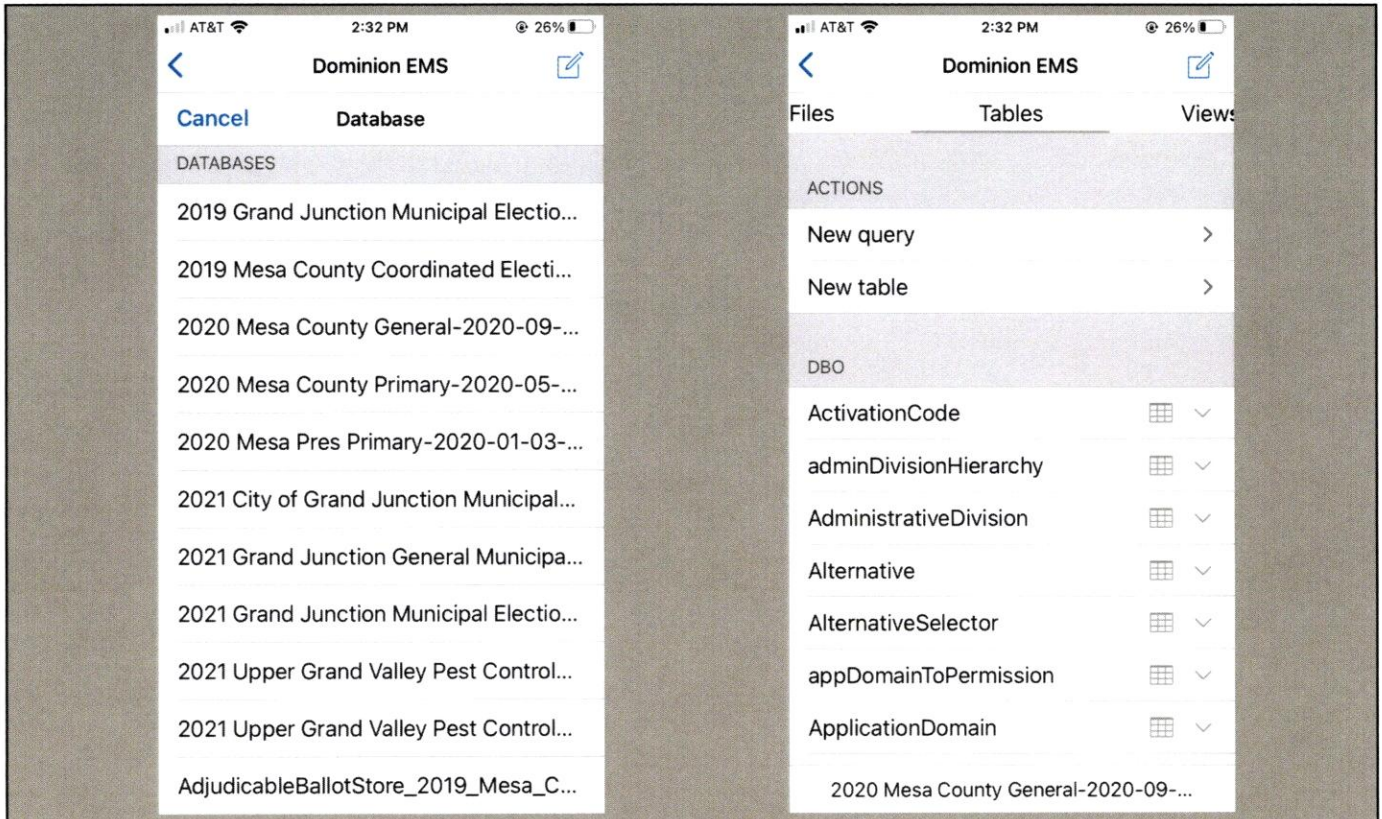 AT&T 2:32 PM 26%
Dominion EMS
Cancel Database
DATABASES
2019 Grand Junction Municipal Electio...
2019 Mesa County Coordinated Electi...
2020 Mesa County General-2020-09-...
2020 Mesa County Primary-2020-05-...
2020 Mesa Pres Primary-2020-01-03-...
2021 City of Grand Junction Municipal...
2021 Grand Junction General Municipa...
2021 Grand Junction Municipal Electio...
2021 Upper Grand Valley Pest Control...
2021 Upper Grand Valley Pest Control...
AdjudicableBallotStore_2019_Mesa_C...
AT&T 2:32 PM 26%
Dominion EMS
Files Tables Views
ACTIONS
New query
New table
DBO
ActivationCode
adminDivisionHierarchy
AdministrativeDivision
Alternative
AlternativeSelector
appDomainToPermission
ApplicationDomain
2020 Mesa County General-2020-09-...